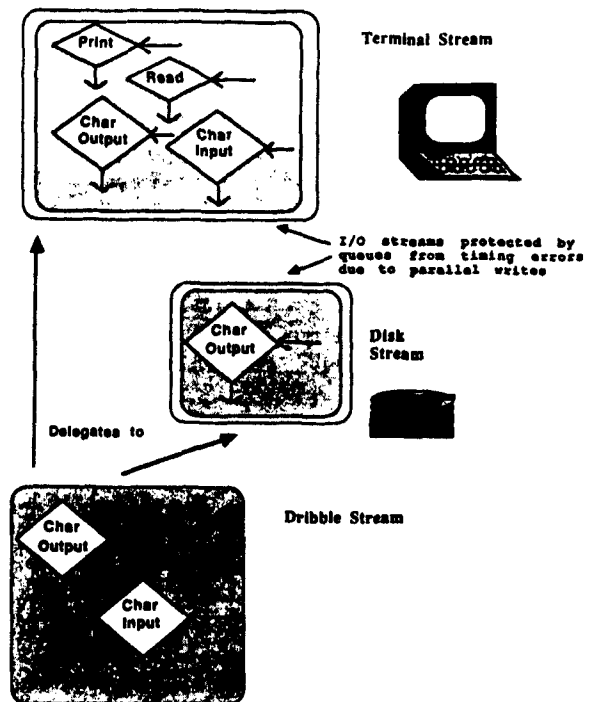 Terminal Stream
Print
Read
Char
Output
Char
Input
I/O streams protected by
queues from timing errors
due to parallel writes
Char
Output
Disk
Stream
Delegates to
Dribble Stream
Char
Output
Char
Input